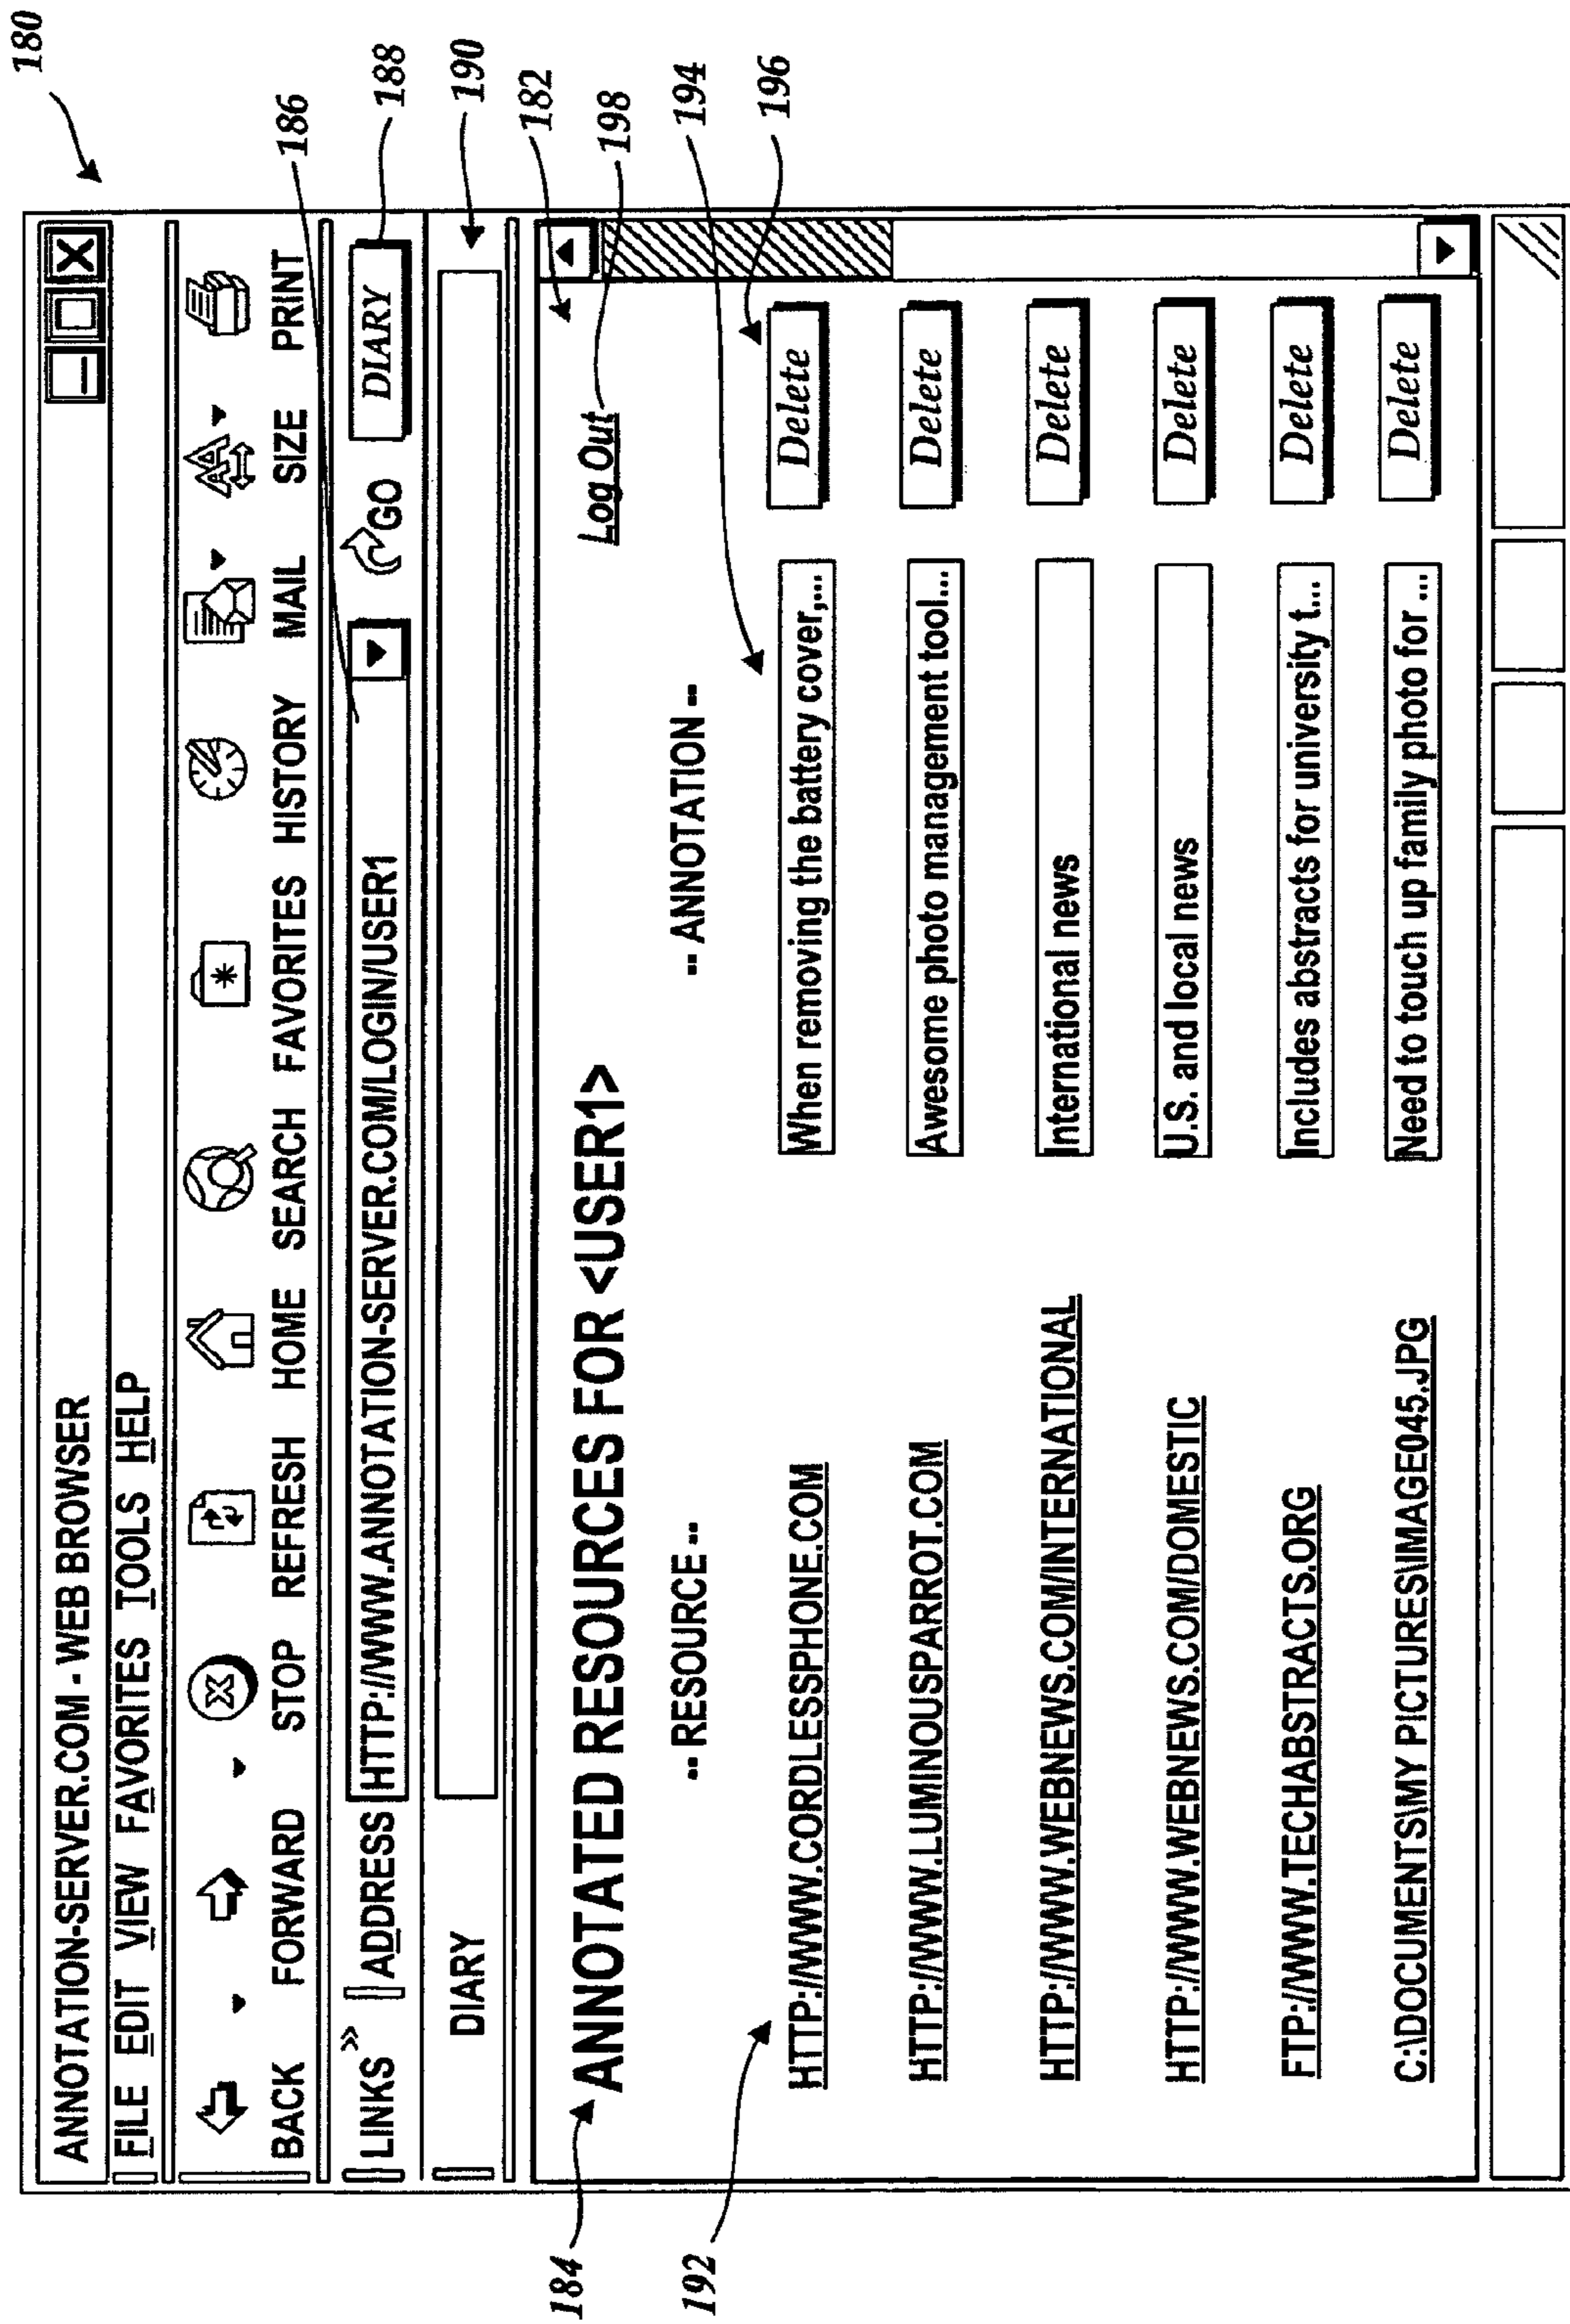 180
ANNOTATION-SERVER.COM - WEB BROWSER
FILE EDIT VIEW FAVORITES TOOLS HELP
BACK FORWARD STOP REFRESH HOME SEARCH FAVORITES HISTORY MAIL SIZE PRINT
186
LINKS » ADDRESS HTTP://WWW.ANNOTATION-SERVER.COM/LOGIN/USER1 GO DIARY
188
DIARY
190
182
184
ANNOTATED RESOURCES FOR <USER1>
Log Out
198
-- RESOURCE -- -- ANNOTATION --
194
192
196
HTTP://WWW.CORDLESSPHONE.COM When removing the battery cover,... Delete
HTTP://WWW.LUMINOUSPARROT.COM Awesome photo management tool... Delete
HTTP://WWW.WEBNEWS.COM/INTERNATIONAL International news Delete
HTTP://WWW.WEBNEWS.COM/DOMESTIC U.S. and local news Delete
FTP://WWW.TECHABSTRACTS.ORG Includes abstracts for university t... Delete
C:\DOCUMENTS\MY PICTURES\IMAGE045.JPG Need to touch up family photo for ... Delete